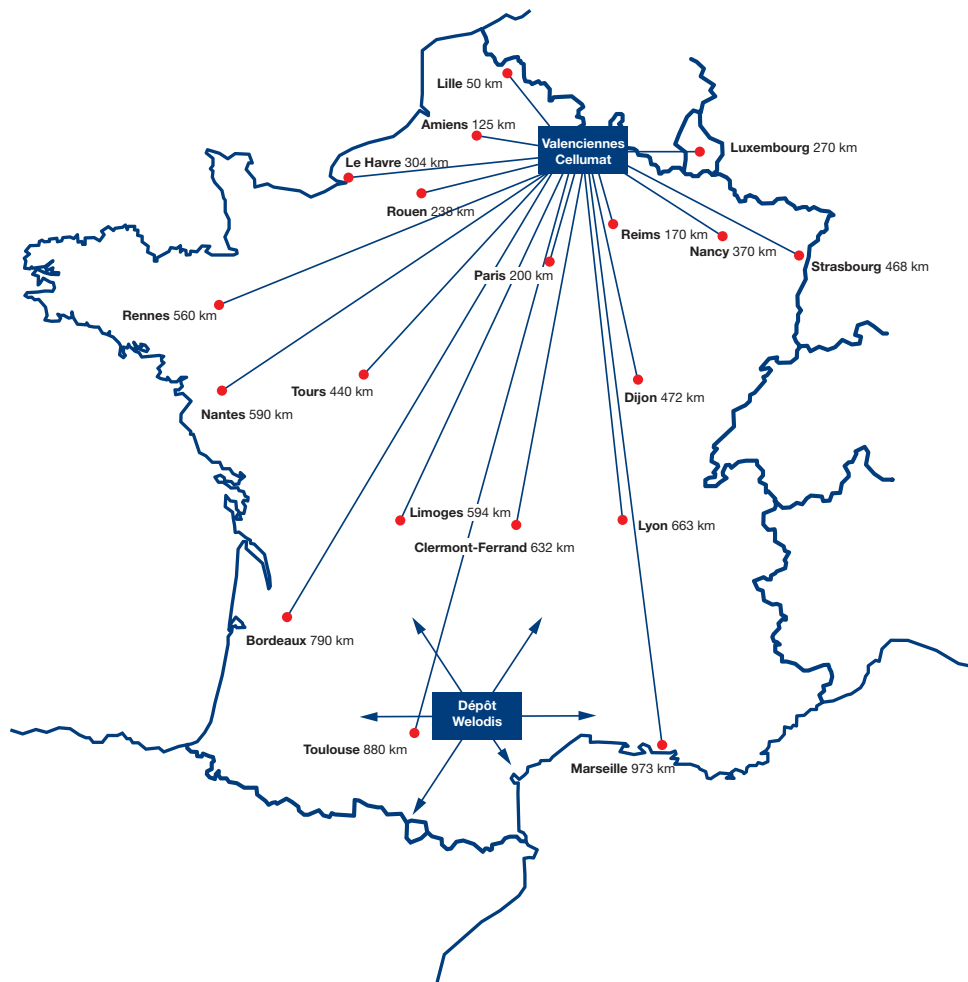 Lille 50 km
Amiens 125 km
Valenciennes
Cellumat
Luxembourg 270 km
Le Havre 304 km
Rouen 238 km
Reims 170 km
Nancy 370 km
Strasbourg 468 km
Paris 200 km
Rennes 560 km
Tours 440 km
Dijon 472 km
Nantes 590 km
Limoges 594 km
Lyon 663 km
Clermont-Ferrand 632 km
Bordeaux 790 km
Dépôt
Welodis
Toulouse 880 km
Marseille 973 km